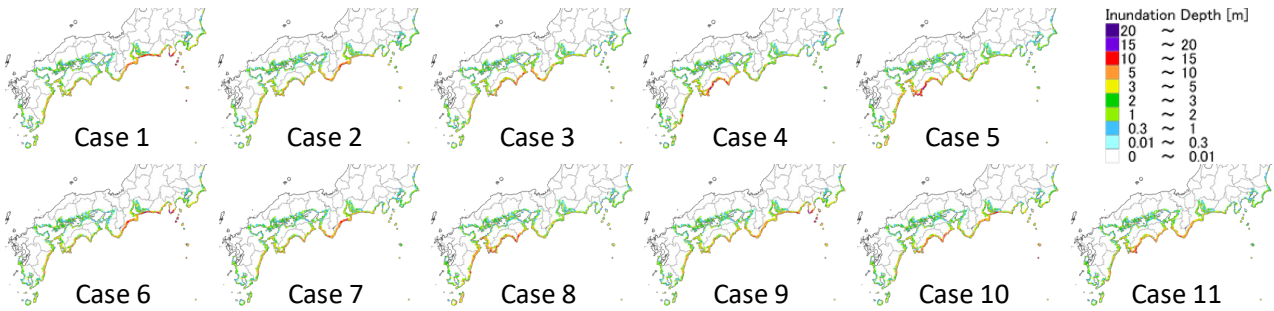 Case 1
Case 2
Case 3
Case 4
Case 5
Inundation Depth [m]
20 ~
15 ~ 20
10 ~ 15
5 ~ 10
3 ~ 5
2 ~ 3
1 ~ 2
0.3 ~ 1
0.01 ~ 0.3
0 ~ 0.01
Case 6
Case 7
Case 8
Case 9
Case 10
Case 11